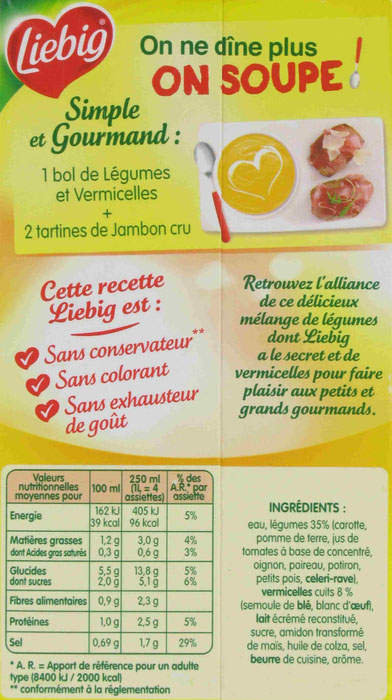 Liebig®
On ne dîne plus
ON SOUPE !
Simple
et Gourmand :
1 bol de Légumes
et Vermicelles
+
2 tartines de Jambon cru
Cette recette
Liebig est :
Sans conservateur**
Sans colorant
Sans exhausteur
de goût
Retrouvez l'alliance
de ce délicieux
mélange de légumes
dont Liebig
a le secret et de
vermicelles pour faire
plaisir aux petits et
grands gourmands.
Valeurs nutritionnelles moyennes pour | 100 ml | 250 ml (1L = 4 assiettes) | % des A.R.* par assiette
Energie | 162 kJ 39 kcal | 405 kJ 96 kcal | 5%
Matières grasses | 1,2 g | 3,0 g | 4%
dont Acides gras saturés | 0,3 g | 0,6 g | 3%
Glucides | 5,5 g | 13,8 g | 5%
dont sucres | 2,0 g | 5,1 g | 6%
Fibres alimentaires | 0,9 g | 2,3 g
Protéines | 1,0 g | 2,5 g | 5%
Sel | 0,69 g | 1,7 g | 29%
* A. R. = Apport de référence pour un adulte
type (8400 kJ / 2000 kcal)
** conformément à la réglementation
INGRÉDIENTS :
eau, légumes 35% (carotte,
pomme de terre, jus de
tomates à base de concentré,
oignon, poireau, potiron,
petits pois, céleri-rave),
vermicelles cuits 8 %
(semoule de blé, blanc d'œuf),
lait écrémé reconstitué,
sucre, amidon transformé
de maïs, huile de colza, sel,
beurre de cuisine, arôme.